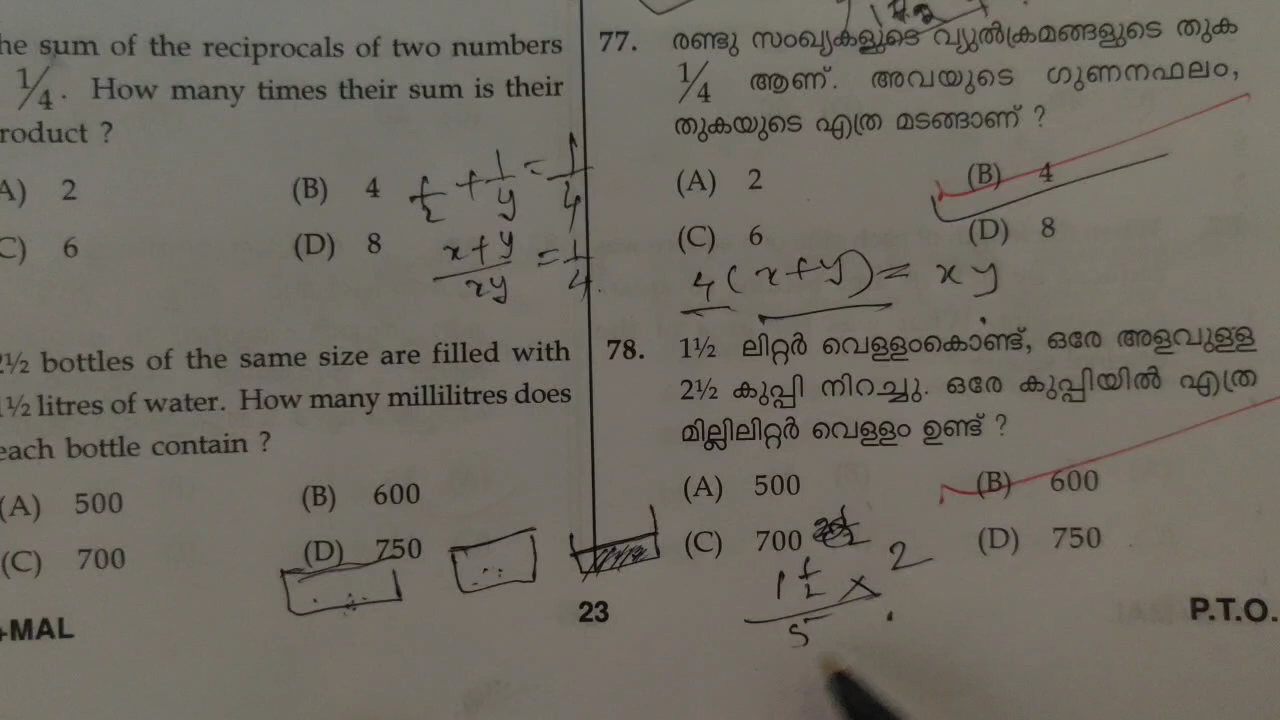 he sum of the reciprocals of two numbers
1/4. How many times their sum is their
roduct ?
A) 2 (B) 4
C) 6 (D) 8
1/y = 1/4
x+y/xy = 1/4
2½ bottles of the same size are filled with
1½ litres of water. How many millilitres does
each bottle contain ?
(A) 500 (B) 600
(C) 700 (D) 750
+MAL
23
77. രണ്ടു സംഖ്യകളുടെ വ്യുൽക്രമങ്ങളുടെ തുക
1/4 ആണ്. അവയുടെ ഗുണനഫലം,
തുകയുടെ എത്ര മടങ്ങാണ് ?
(A) 2 (B) 4
(C) 6 (D) 8
4(x+y) = xy
78. 1½ ലിറ്റർ വെള്ളംകൊണ്ട്, ഒരേ അളവുള്ള
2½ കുപ്പി നിറച്ചു. ഒരേ കുപ്പിയിൽ എത്ര
മില്ലിലിറ്റർ വെള്ളം ഉണ്ട് ?
(A) 500 (B) 600
(C) 700 (D) 750
1½ × 2
5
P.T.O.